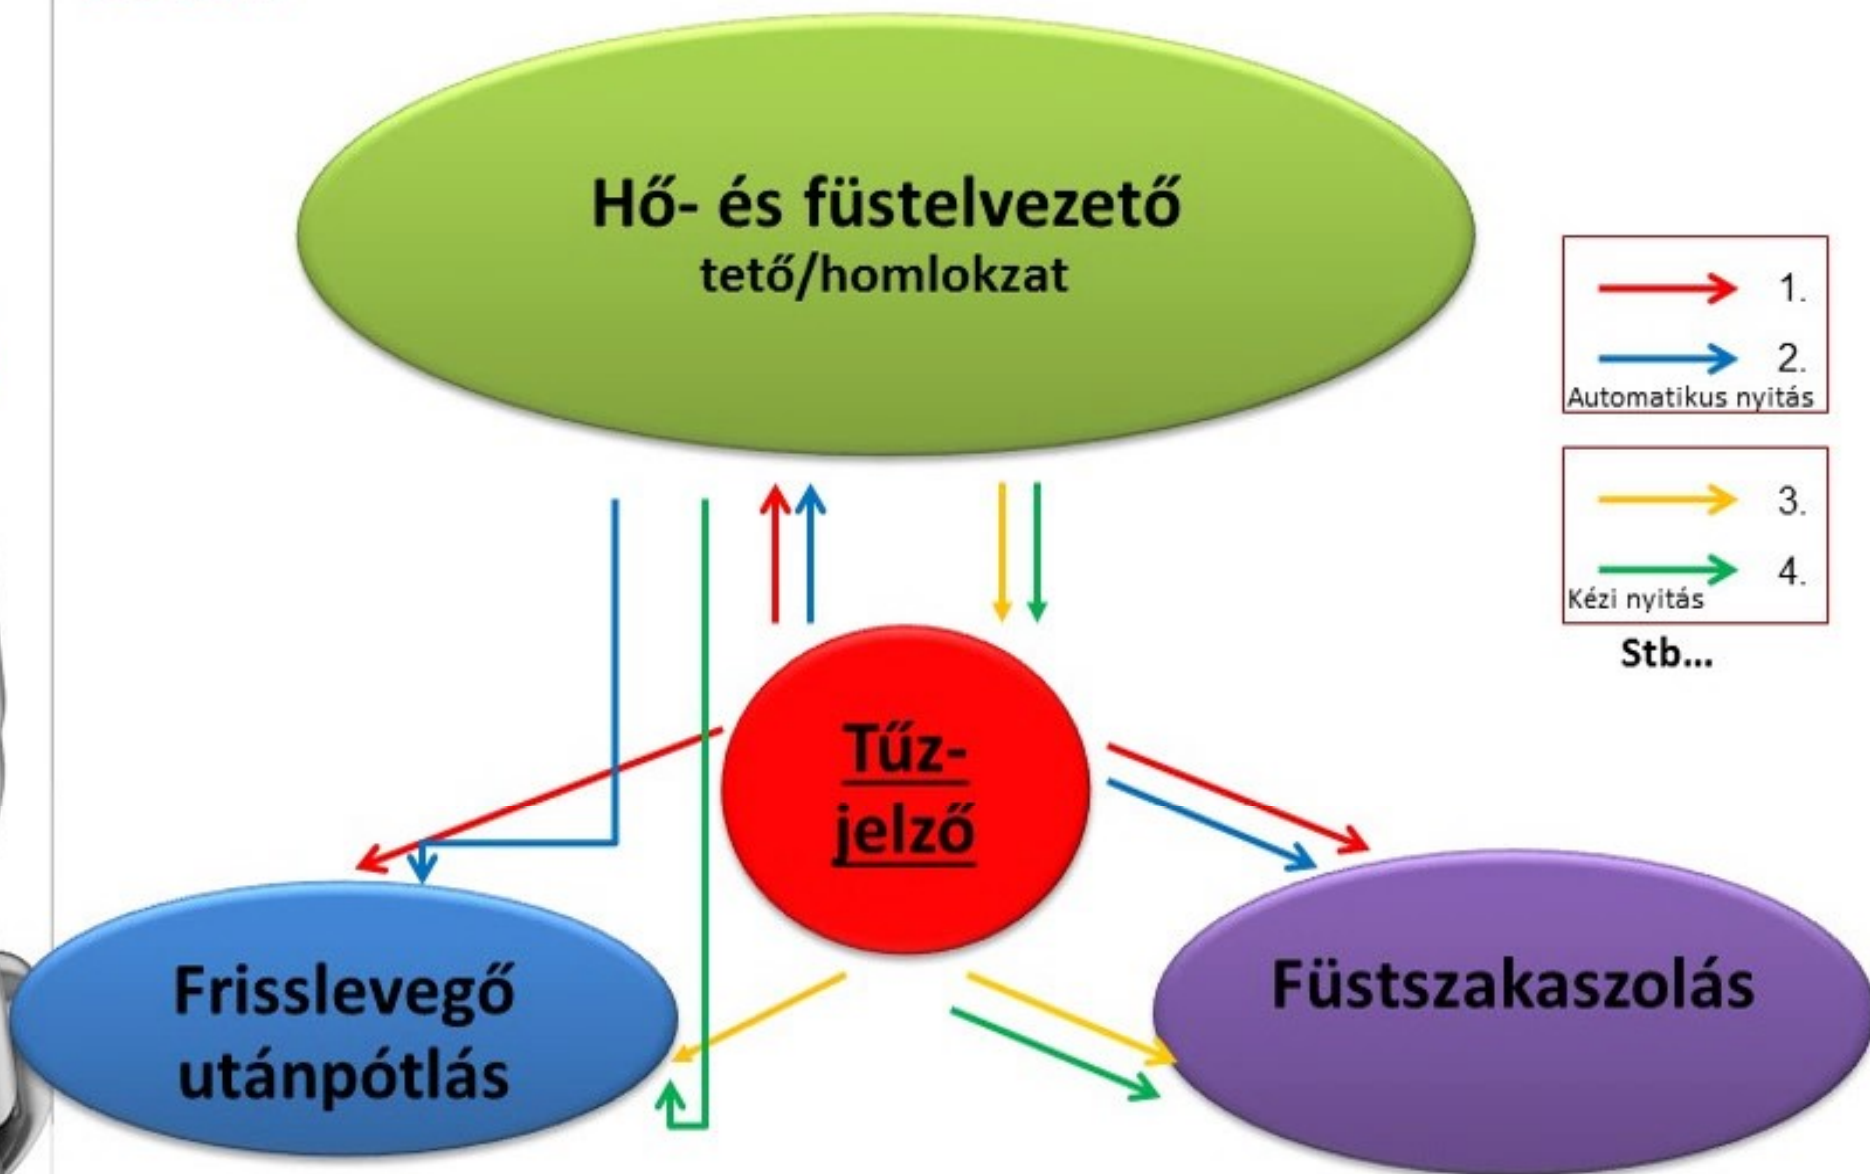 Hő- és füstelvezető
tető/homlokzat
1.
2.
Automatikus nyitás
3.
4.
Kézi nyitás
Stb...
Tűz-
jelző
Frisslevegő
utánpótlás
Füstszakaszolás